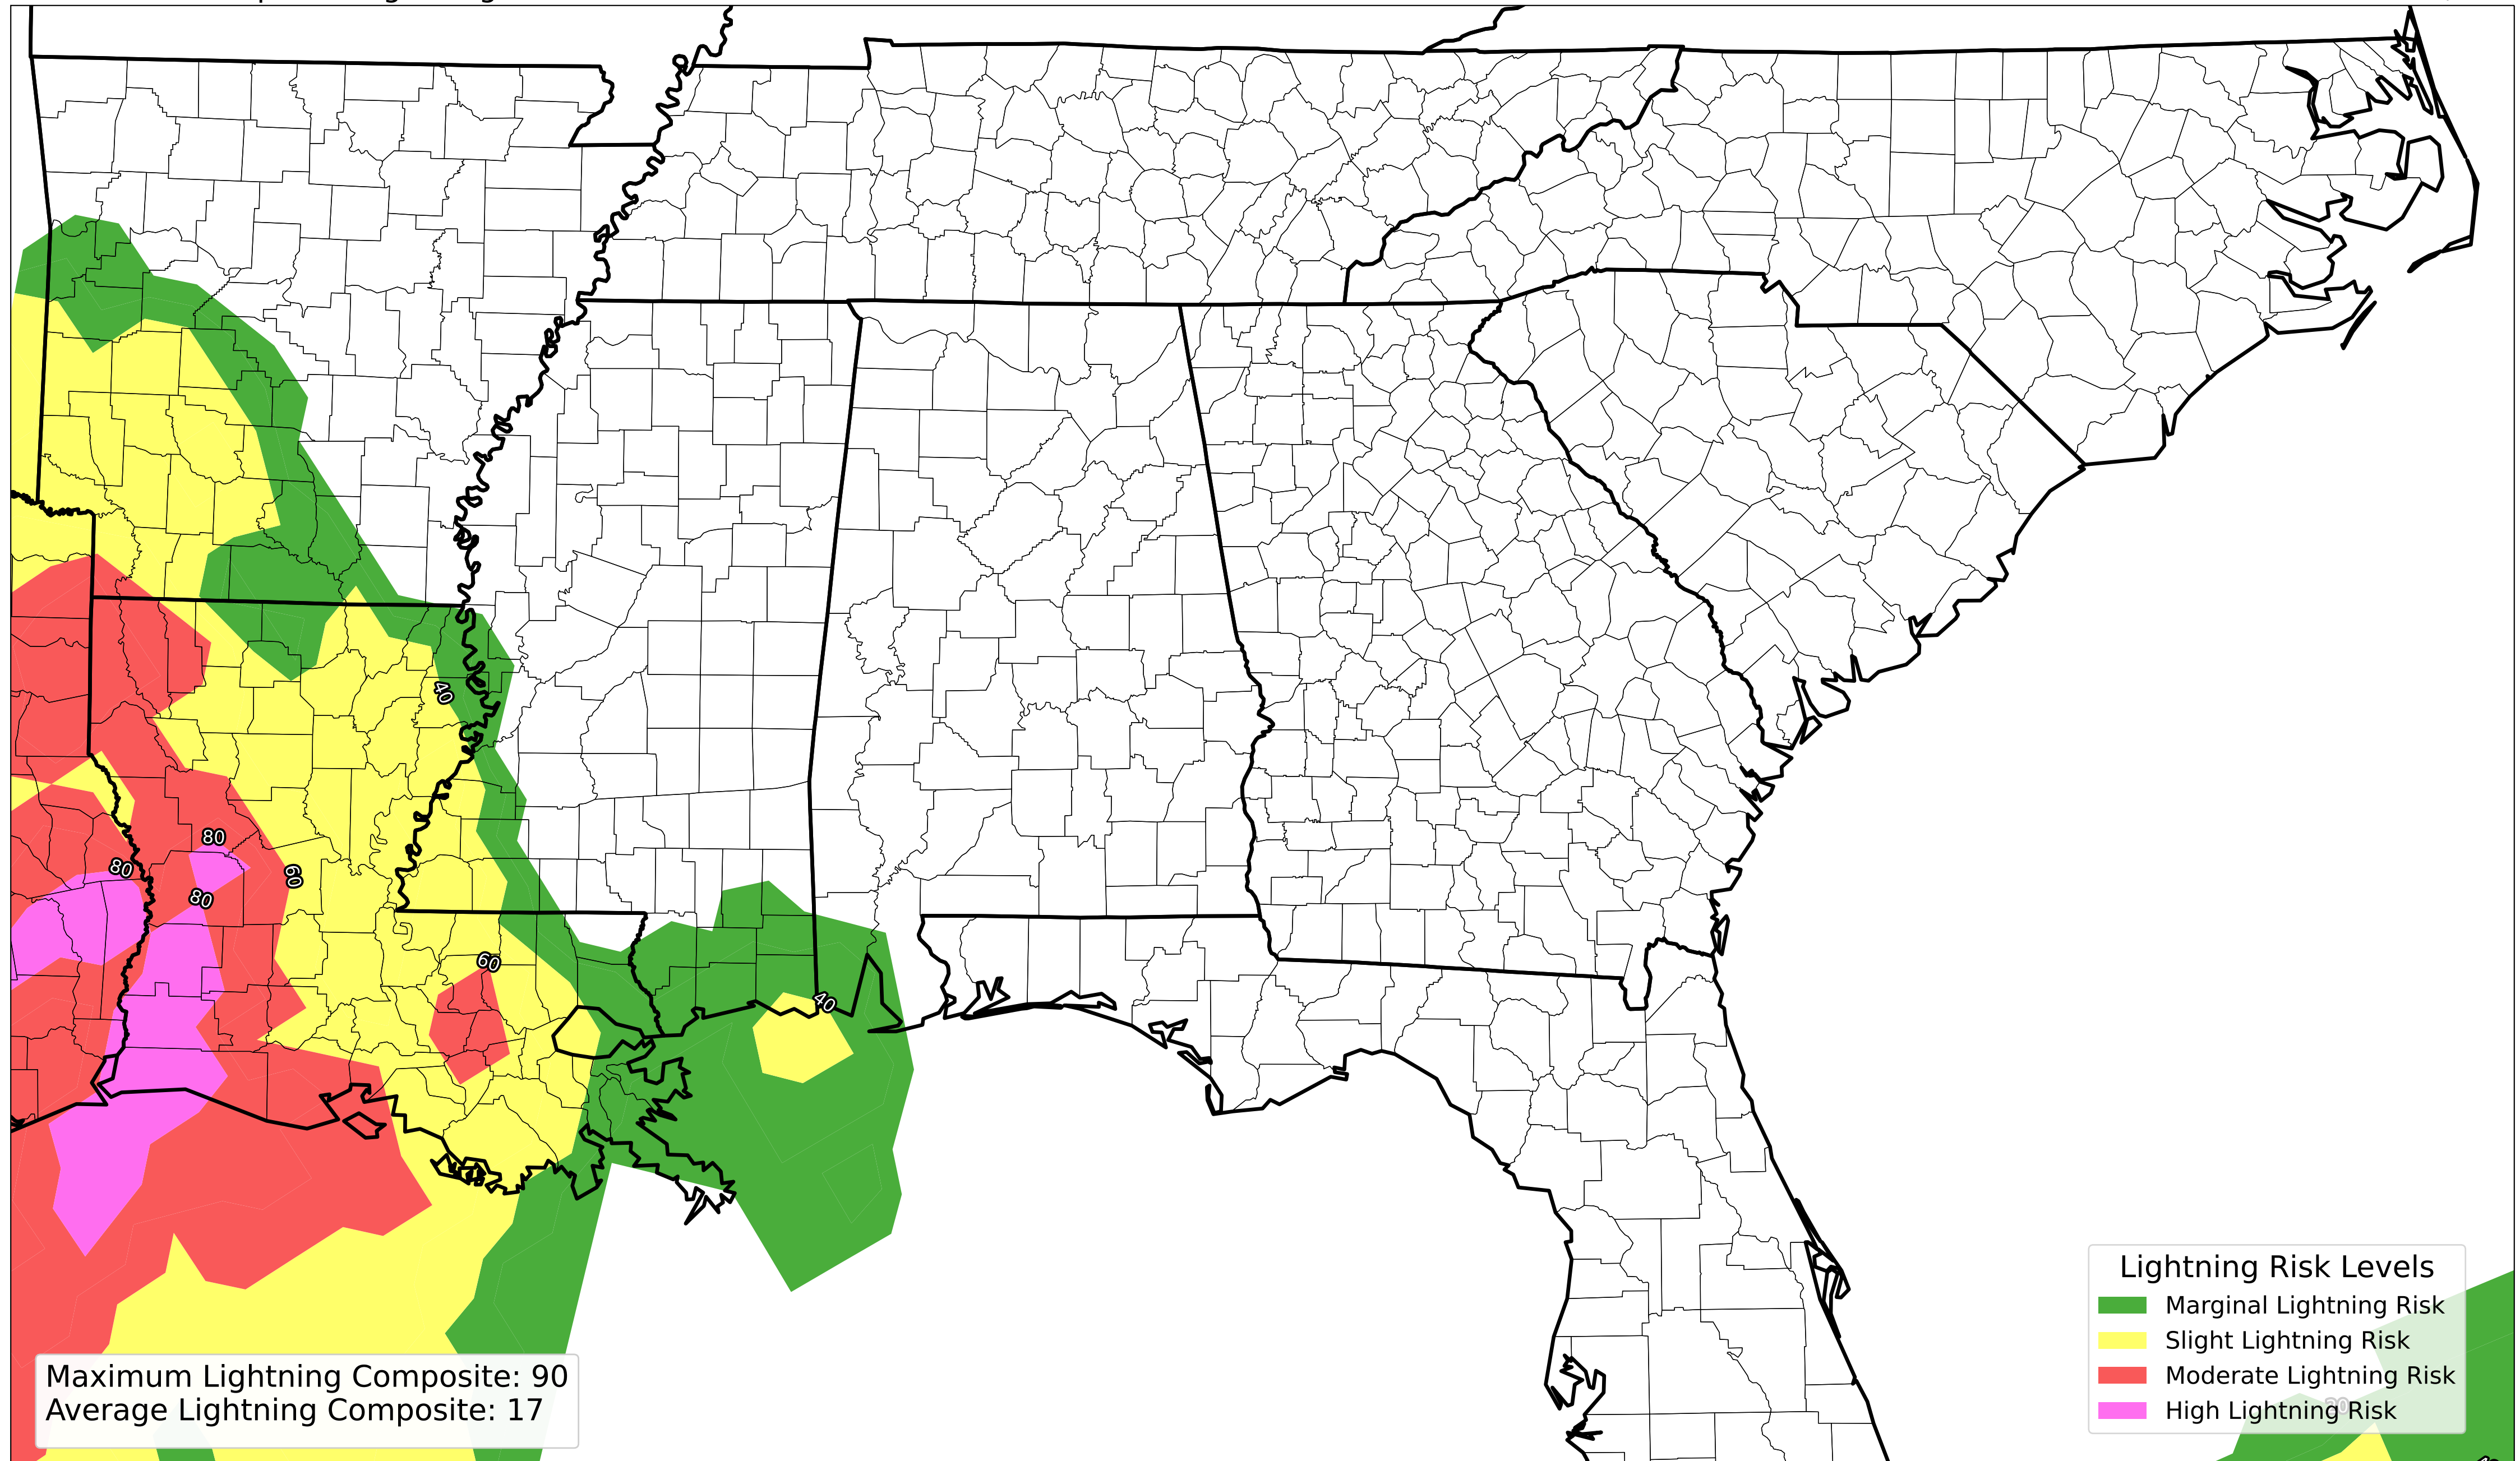 40
80
80
60
80
60
40
Lightning Risk Levels
Marginal Lightning Risk
Slight Lightning Risk
Moderate Lightning Risk
High Lightning Risk
Maximum Lightning Composite: 90
Average Lightning Composite: 17